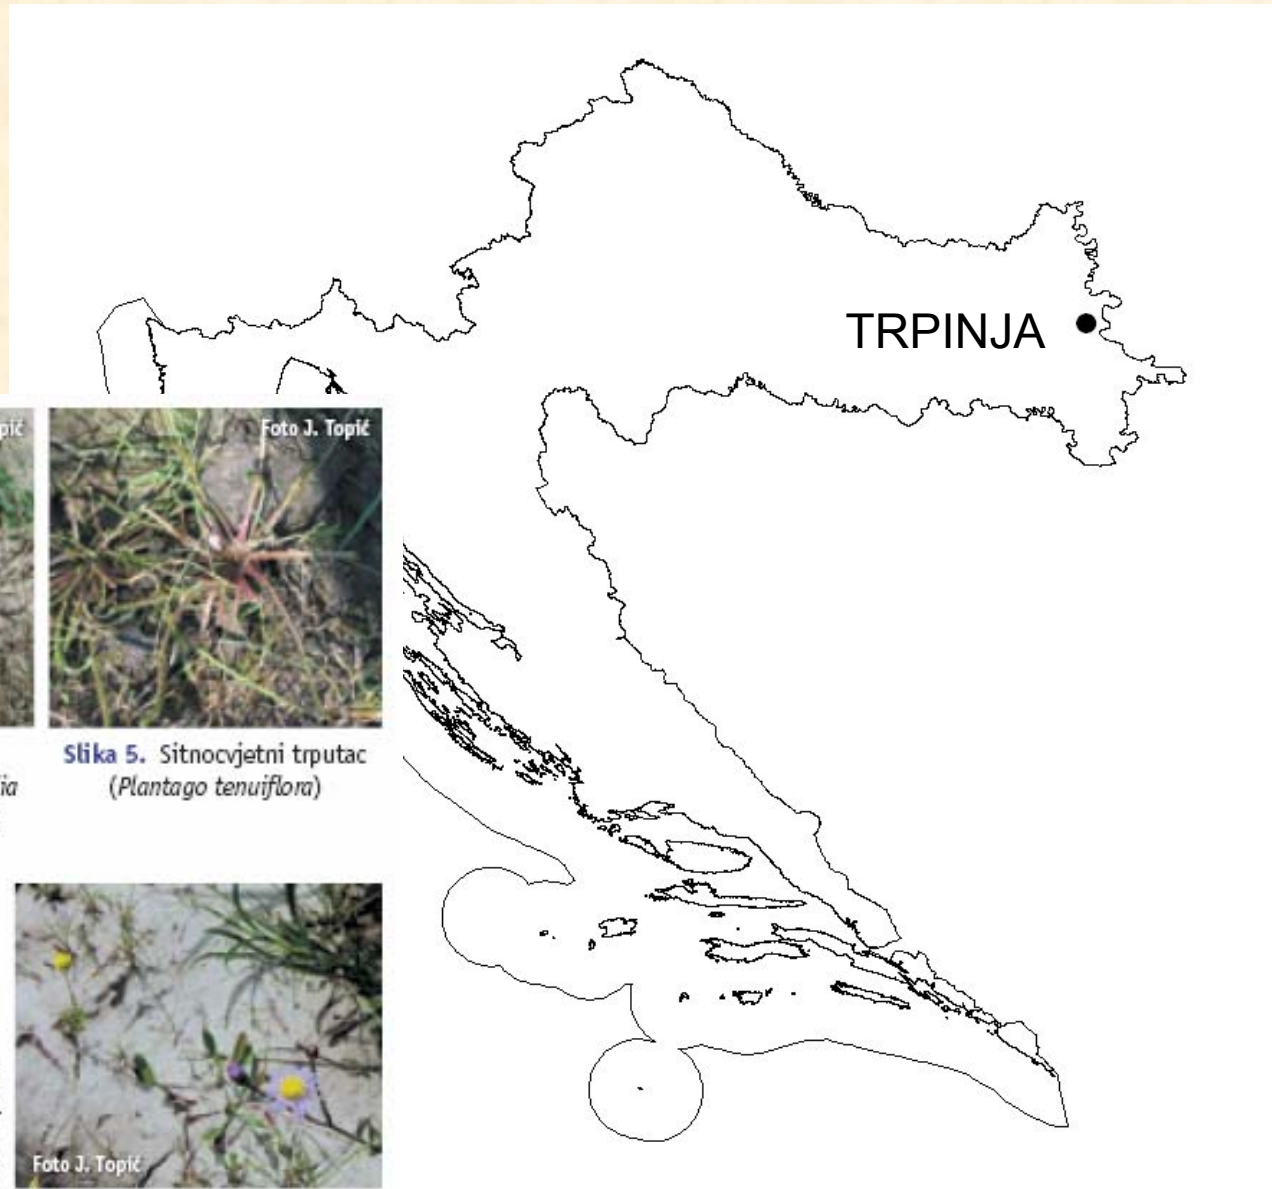 TRPINJA
Foto J. Topić
Slika 5. Sitnocvjetni trputac
(Plantago tenuiflora)
Foto J. Topić